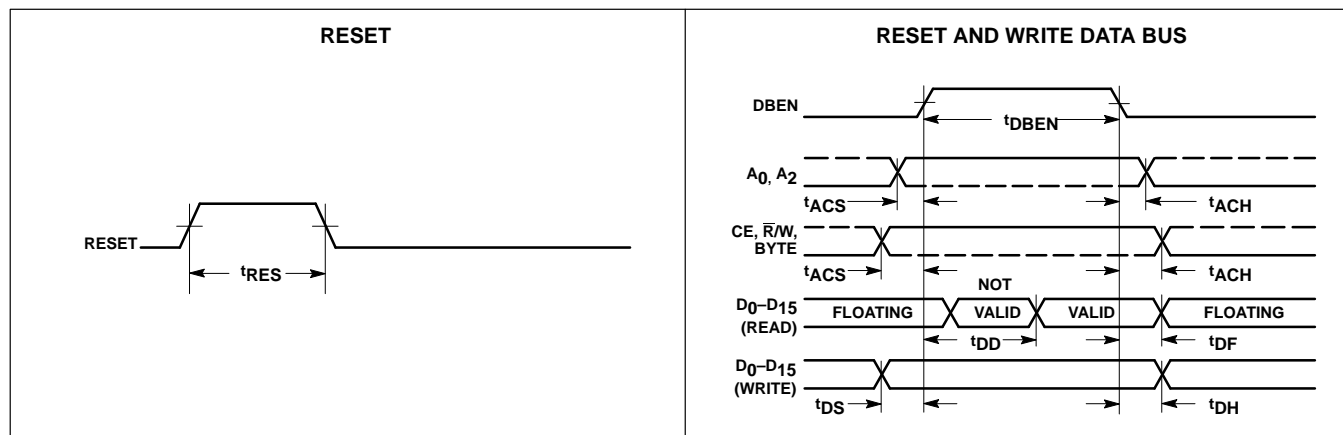 RESET
RESET
tRES
RESET AND WRITE DATA BUS
DBEN
tDBEN
A0, A2
tACS
tACH
CE, R̅/W,
BYTE
tACS
tACH
NOT
D0–D15
(READ)
FLOATING
VALID
VALID
FLOATING
tDD
tDF
D0–D15
(WRITE)
tDS
tDH